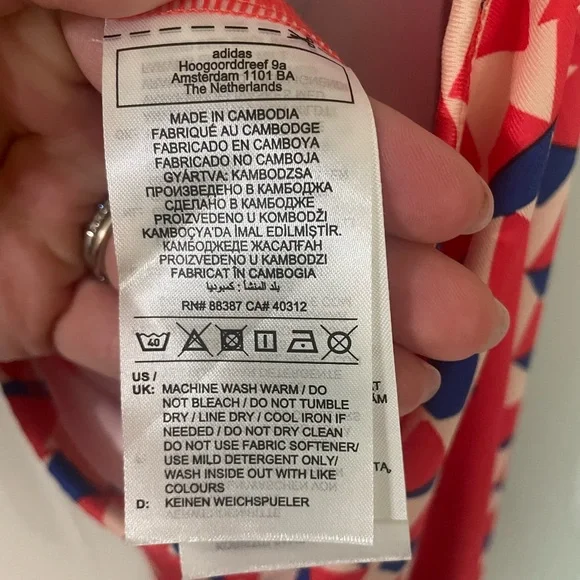 adidas
Hoogoorddreef 9a
Amsterdam 1101 BA
The Netherlands
MADE IN CAMBODIA
FABRIQUÉ AU CAMBODGE
FABRICADO EN CAMBOYA
FABRICADO NO CAMBOJA
GYÁRTVA: KAMBODZSA
ПРОИЗВЕДЕНО В КАМБОДЖА
СДЕЛАНО В КАМБОДЖЕ
PROIZVEDENO U KOMBODŽI
KAMBOÇYA'DA İMAL EDİLMİŞTİR.
КАМБОДЖЕДЕ ЖАСАЛҒАН
PROIZVEDENO U KAMBODZI
FABRICAT ÎN CAMBOGIA
بلد المنشأ : كمبوديا
RN# 88387 CA# 40312
40
US /
UK: MACHINE WASH WARM / DO
NOT BLEACH / DO NOT TUMBLE
DRY / LINE DRY / COOL IRON IF
NEEDED / DO NOT DRY CLEAN
DO NOT USE FABRIC SOFTENER/
USE MILD DETERGENT ONLY/
WASH INSIDE OUT WITH LIKE
COLOURS
D: KEINEN WEICHSPUELER